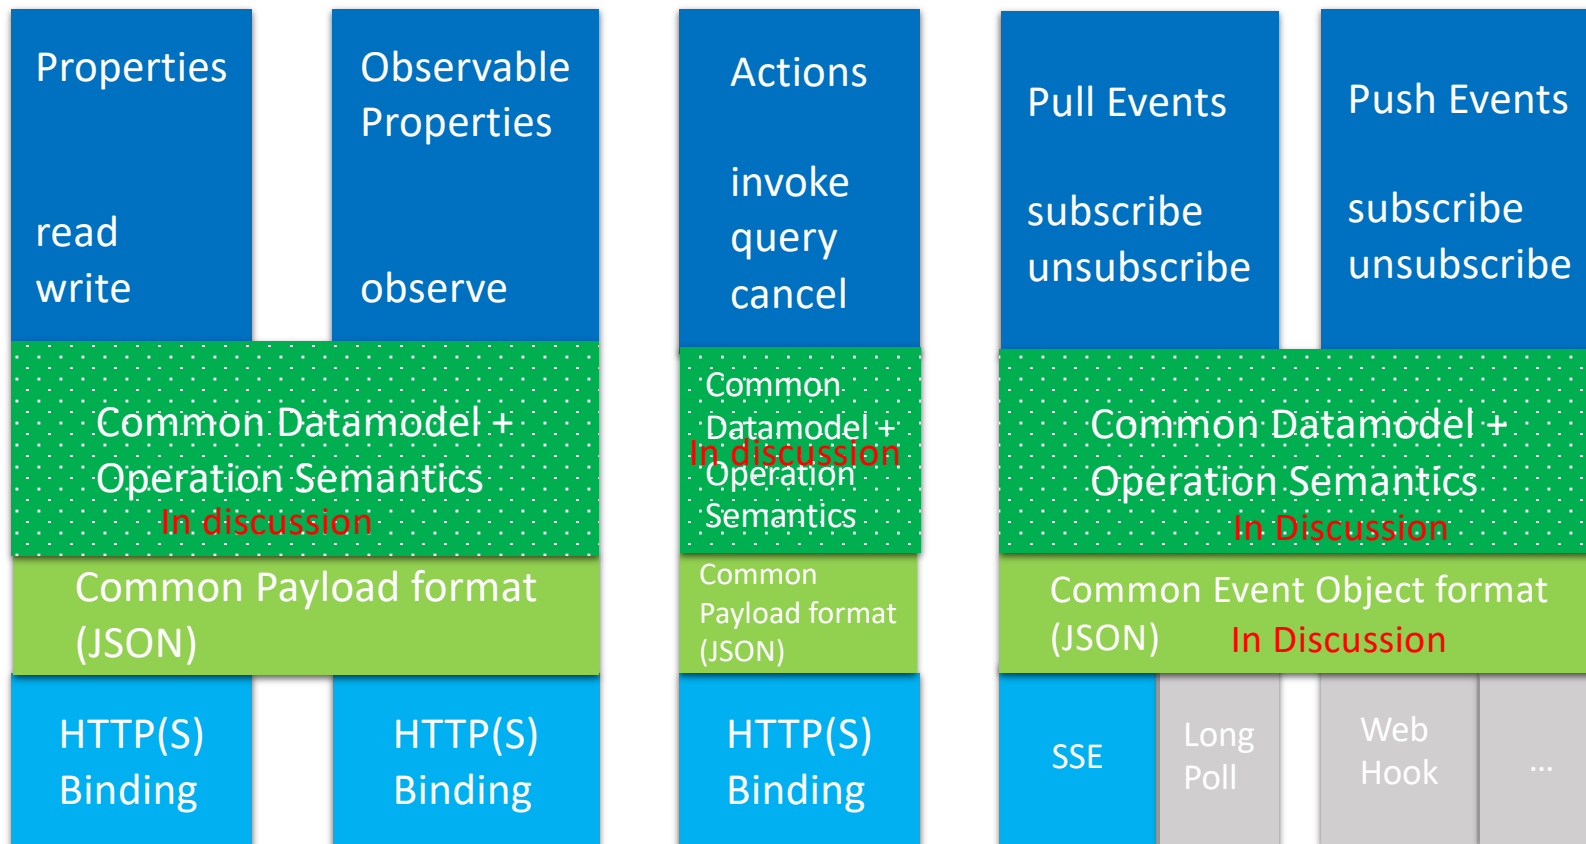 Properties
read
write
Observable
Properties
observe
Actions
invoke
query
cancel
Pull Events
subscribe
unsubscribe
Push Events
subscribe
unsubscribe
Common Datamodel +
Operation Semantics
In discussion
Common
Datamodel +
In discussion
Operation
Semantics
Common Datamodel +
Operation Semantics
In Discussion
Common Payload format
(JSON)
Common
Payload format
(JSON)
Common Event Object format
(JSON) In Discussion
HTTP(S)
Binding
HTTP(S)
Binding
HTTP(S)
Binding
SSE
Long
Poll
Web
Hook
...